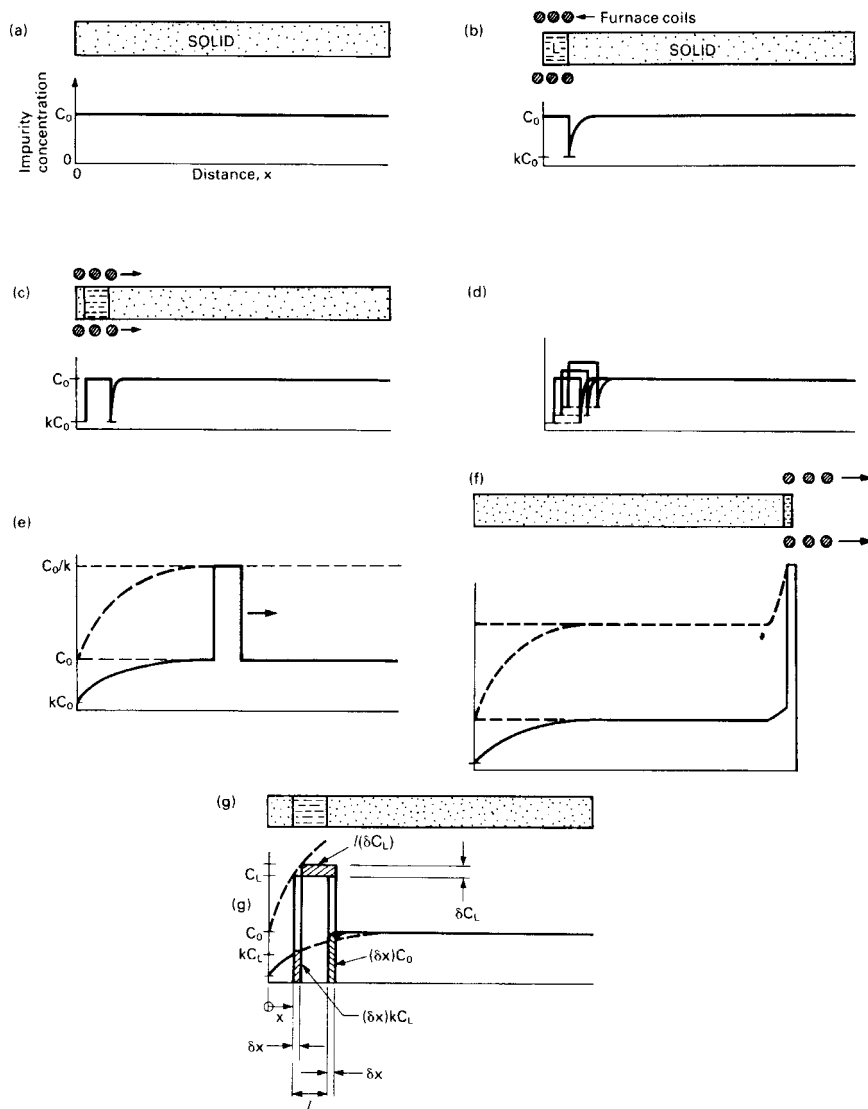 (a)
SOLID
Impurity concentration
C₀
0
0
Distance, x
(b)
Furnace coils
L
SOLID
C₀
kC₀
(c)
C₀
kC₀
(d)
(e)
C₀/k
C₀
kC₀
(f)
(g)
l(δC_L)
C_L
δC_L
(g)
C₀
kC_L
(δx)C₀
x
(δx)kC_L
δx
δx
l